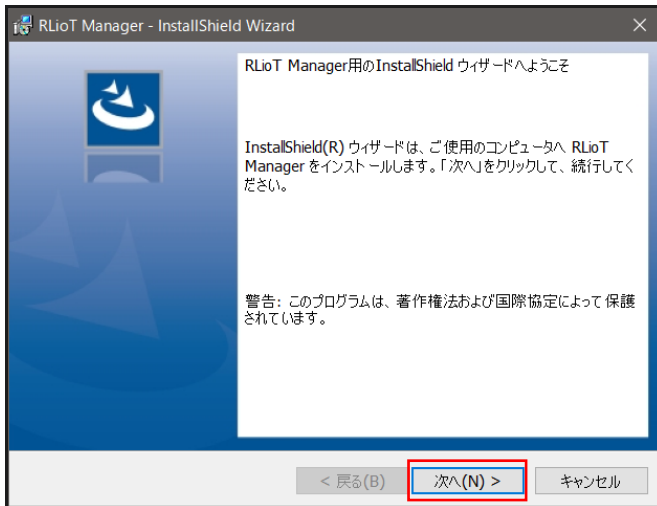 RLioT Manager - InstallShield Wizard
RLioT Manager用のInstallShield ウィザードへようこそ
InstallShield(R) ウィザードは、ご使用のコンピュータへ RLioT
Manager をインストールします。「次へ」をクリックして、続行してく
ださい。
警告: このプログラムは、著作権法および国際協定によって保護
されています。
< 戻る(B)
次へ(N) >
キャンセル